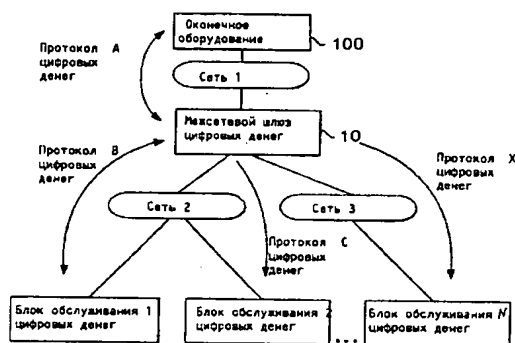 Оконечное
оборудование
100
Протокол А
цифровых
денег
Сеть 1
Межсетевой шлюз
цифровых денег
10
Протокол В
цифровых
денег
Протокол X
цифровых
денег
Сеть 2
Сеть 3
Протокол С
цифровых
денег
Блок обслуживания 1
цифровых денег
Блок обслуживания 2
цифровых денег
...
Блок обслуживания N
цифровых денег